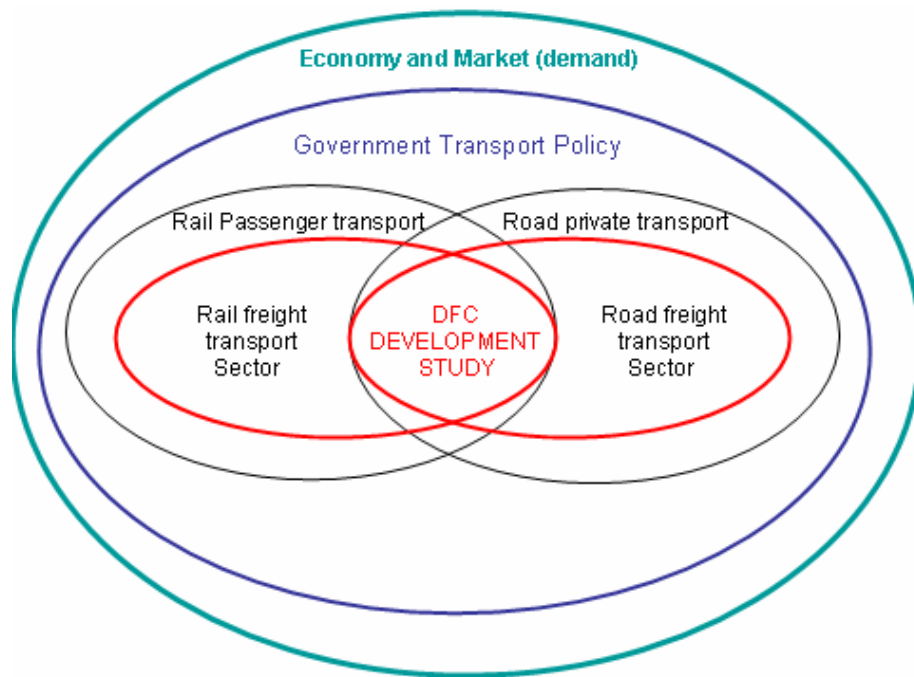 Economy and Market (demand)
Government Transport Policy
Rail Passenger transport
Road private transport
Rail freight
transport
Sector
DFC
DEVELOPMENT
STUDY
Road freight
transport
Sector